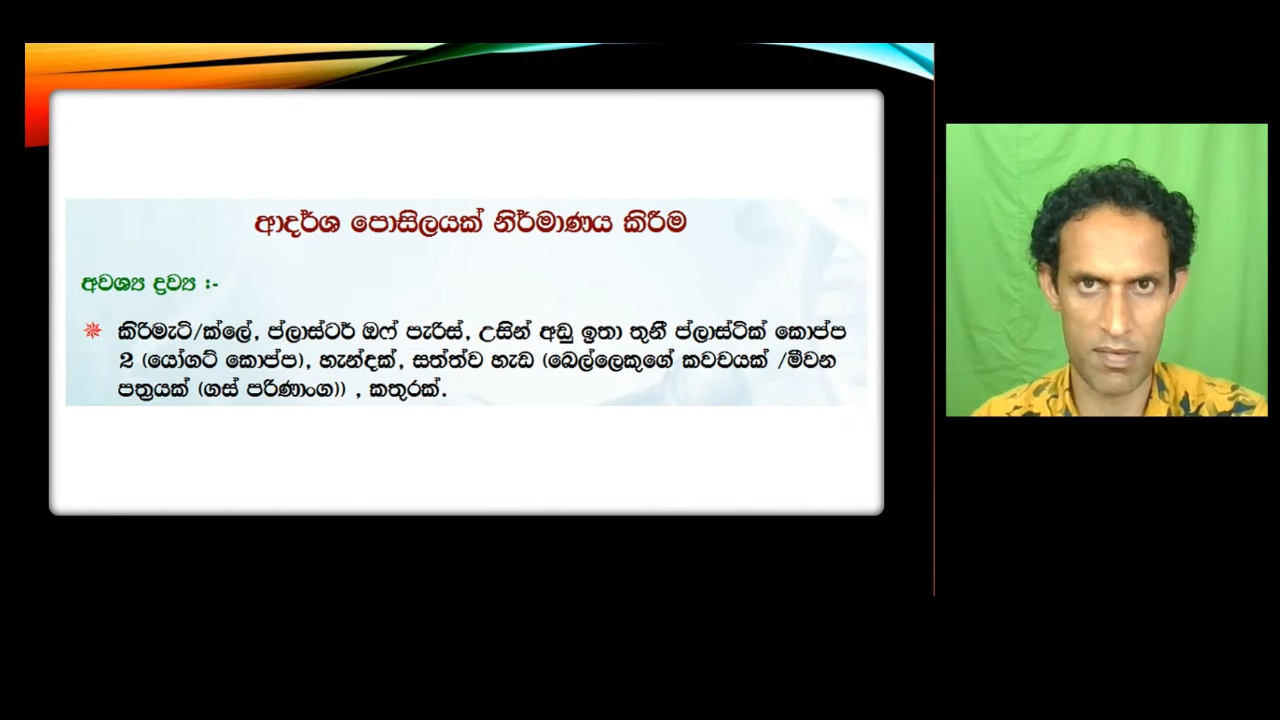 ආදර්ශ පොසිලයක් නිර්මාණය කිරීම
අවශ්‍ය ද්‍රව්‍ය :-
කිරිමැටි/ක්ලේ, ප්ලාස්ටර් ඔෆ් පැරිස්, උසින් අඩු ඉතා තුනී ප්ලාස්ටික් කොප්ප
2 (යෝගට් කොප්ප), හැන්දක්, සත්ත්ව හැඩ (බෙල්ලෙකුගේ කවචයක් /මීවන
පත්‍රයක් (ගස් පරිණාංග)) , කතුරක්.